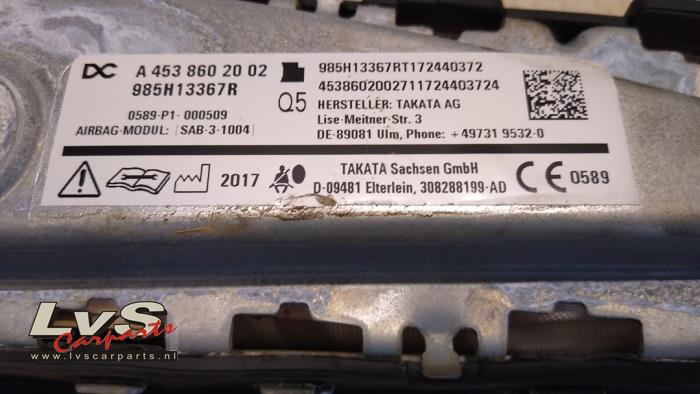 DC A 453 860 20 02
985H13367R
0589-P1-000509
AIRBAG-MODUL: SAB-3-1004
Q5
985H13367RT172440372
45386020027117244037​24
HERSTELLER: TAKATA AG
Lise-Meitner-Str. 3
DE-89081 Ulm, Phone: +49731 9532-0
2017
TAKATA Sachsen GmbH
D-09481 Elterlein, 308288199-AD
CE 0589
LvS
Carparts
www.lvscarparts.nl